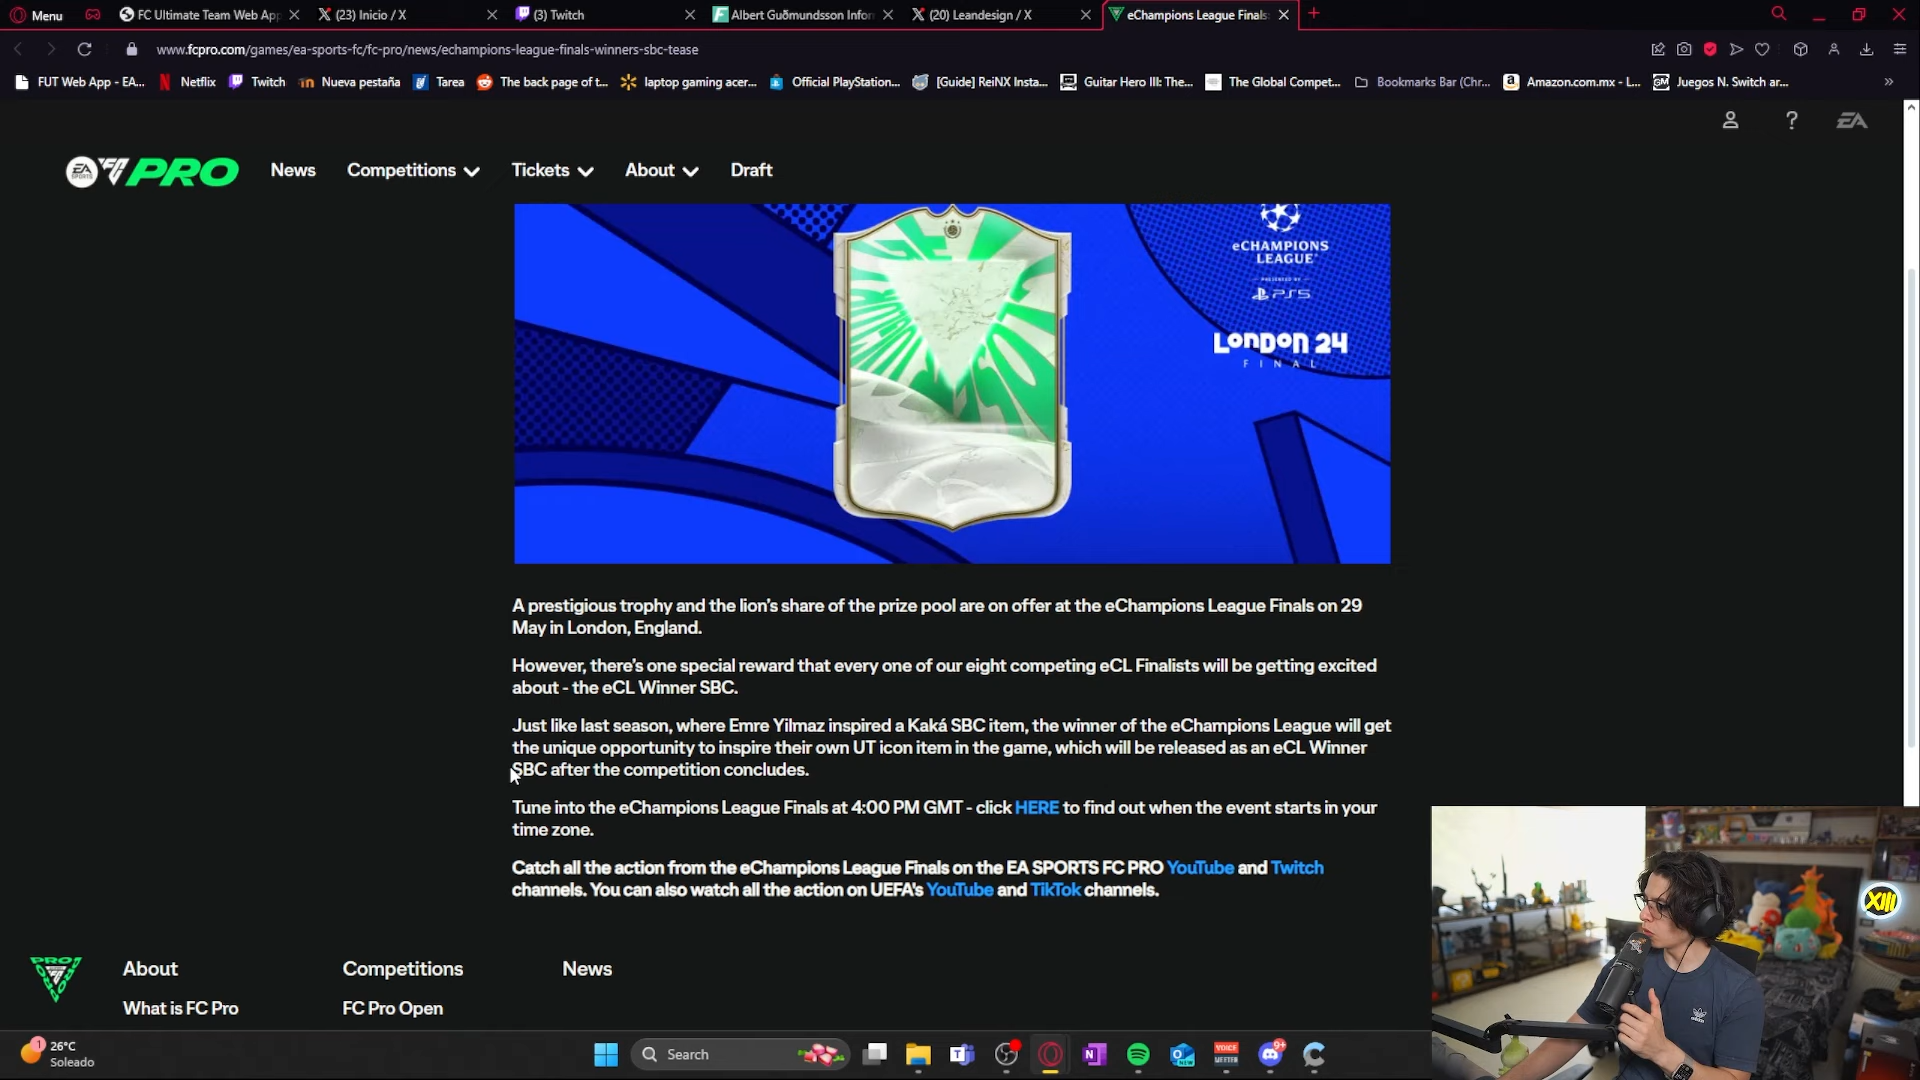 Menu
FC Ultimate Team Web App
(23) Inicio / X
(3) Twitch
Albert Guðmundsson Infor
(20) Leandesign / X
eChampions League Finals
www.fcpro.com/games/ea-sports-fc/fc-pro/news/echampions-league-finals-winners-sbc-tease
FUT Web App - EA...
Netflix
Twitch
Nueva pestaña
Tarea
The back page of t...
laptop gaming acer...
Official PlayStation...
[Guide] ReiNX Insta...
Guitar Hero III: The...
The Global Compet...
Bookmarks Bar (Chr...
Amazon.com.mx - L...
Juegos N. Switch ar...
EA
EA SPORTS FC PRO
News
Competitions
Tickets
About
Draft
eCHAMPIONS
LEAGUE
PRESENTED BY
PS5
LONDON 24
FINAL
A prestigious trophy and the lion's share of the prize pool are on offer at the eChampions League Finals on 29
May in London, England.
However, there's one special reward that every one of our eight competing eCL Finalists will be getting excited
about - the eCL Winner SBC.
Just like last season, where Emre Yilmaz inspired a Kaká SBC item, the winner of the eChampions League will get
the unique opportunity to inspire their own UT icon item in the game, which will be released as an eCL Winner
SBC after the competition concludes.
Tune into the eChampions League Finals at 4:00 PM GMT - click HERE to find out when the event starts in your
time zone.
Catch all the action from the eChampions League Finals on the EA SPORTS FC PRO YouTube and Twitch
channels. You can also watch all the action on UEFA's YouTube and TikTok channels.
XIII
About
Competitions
News
What is FC Pro
FC Pro Open
1
26°C
Soleado
Search
VOICE
MEETER
9+
adidas